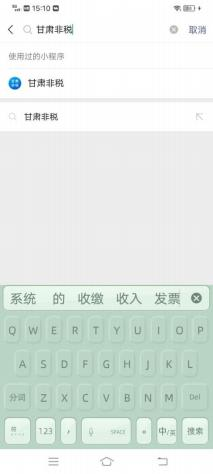 15:10
甘肃非税
取消
使用过的小程序
甘肃非税
甘肃非税
系统 的 收缴 收入 发票
Q W E R T Y U I O P
A S D F G H J K L
分词 Z X C V B N M Del
符 123 , SPACE 。 中/英 搜索